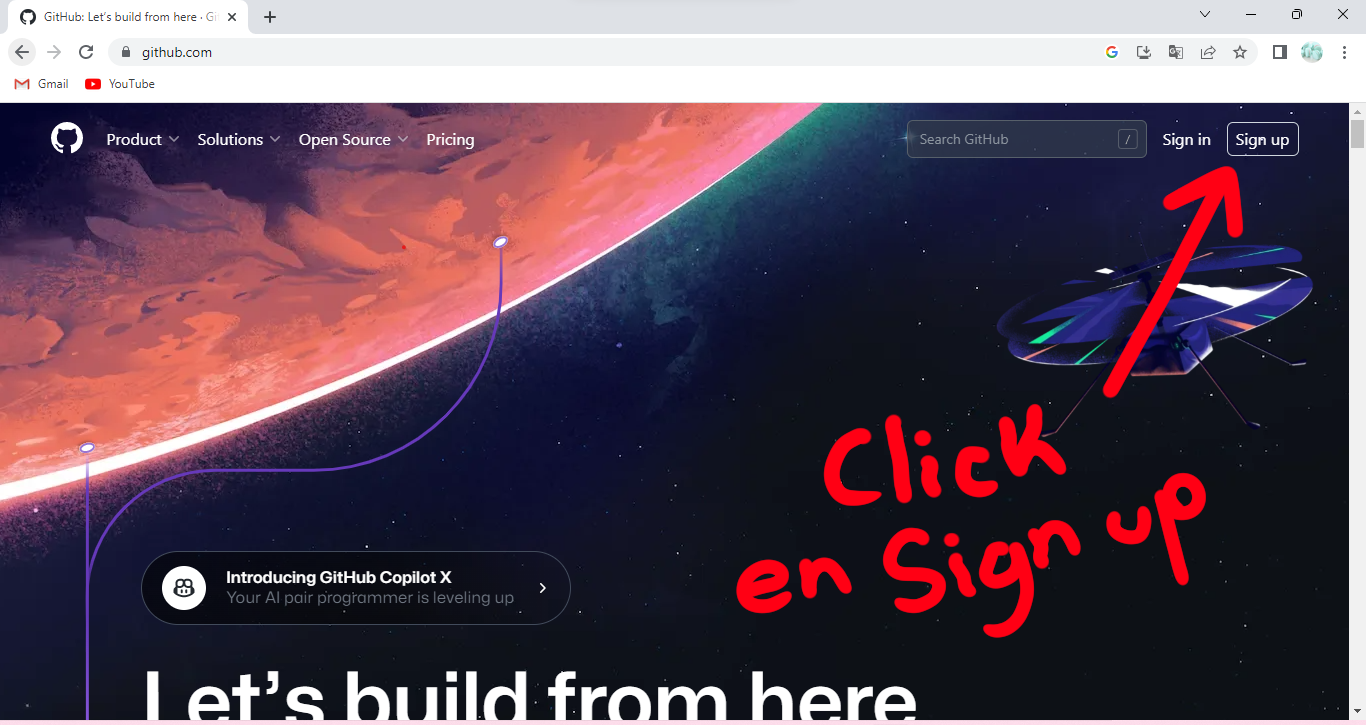 GitHub: Let's build from here · Gi
github.com
Gmail
YouTube
Product
Solutions
Open Source
Pricing
Search GitHub
/
Sign in
Sign up
Click
en Sign up
Introducing GitHub Copilot X
Your AI pair programmer is leveling up
Let's build from here